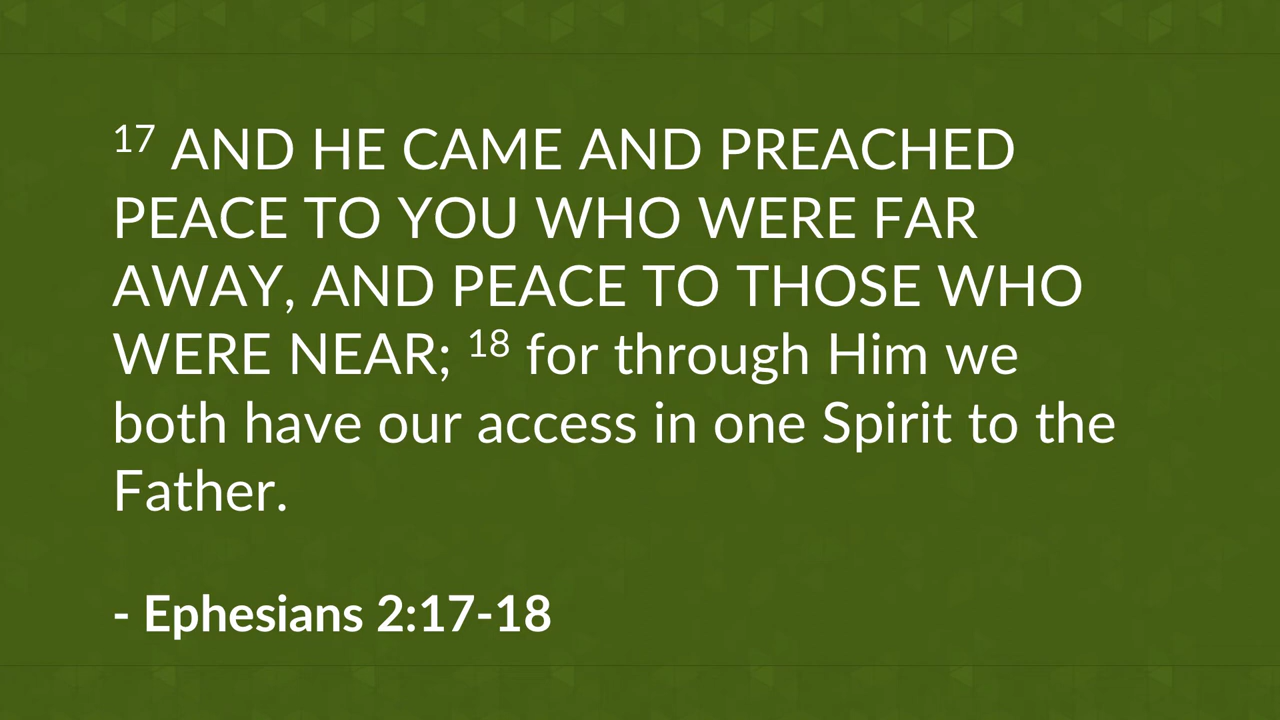 17 AND HE CAME AND PREACHED
PEACE TO YOU WHO WERE FAR
AWAY, AND PEACE TO THOSE WHO
WERE NEAR; 18 for through Him we
both have our access in one Spirit to the
Father.
- Ephesians 2:17-18